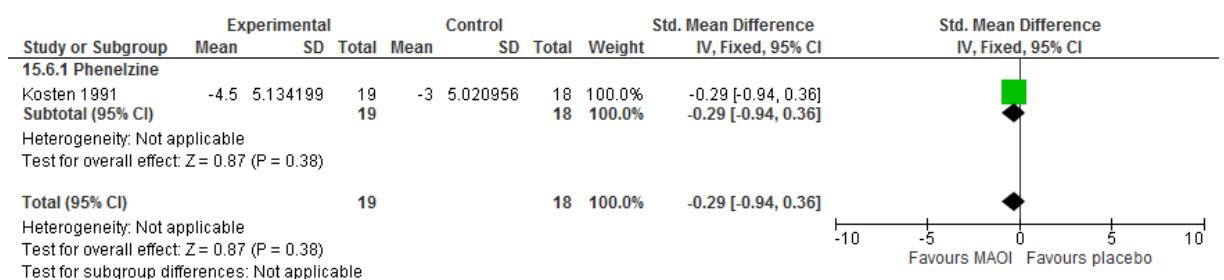 Experimental Control Std. Mean Difference Std. Mean Difference
Study or Subgroup Mean SD Total Mean SD Total Weight IV, Fixed, 95% CI IV, Fixed, 95% CI
15.6.1 Phenelzine
Kosten 1991 -4.5 5.134199 19 -3 5.020956 18 100.0% -0.29 [-0.94, 0.36]
Subtotal (95% CI) 19 18 100.0% -0.29 [-0.94, 0.36]
Heterogeneity: Not applicable
Test for overall effect: Z = 0.87 (P = 0.38)
Total (95% CI) 19 18 100.0% -0.29 [-0.94, 0.36]
Heterogeneity: Not applicable
Test for overall effect: Z = 0.87 (P = 0.38)
Test for subgroup differences: Not applicable
-10 -5 0 5 10
Favours MAOI Favours placebo